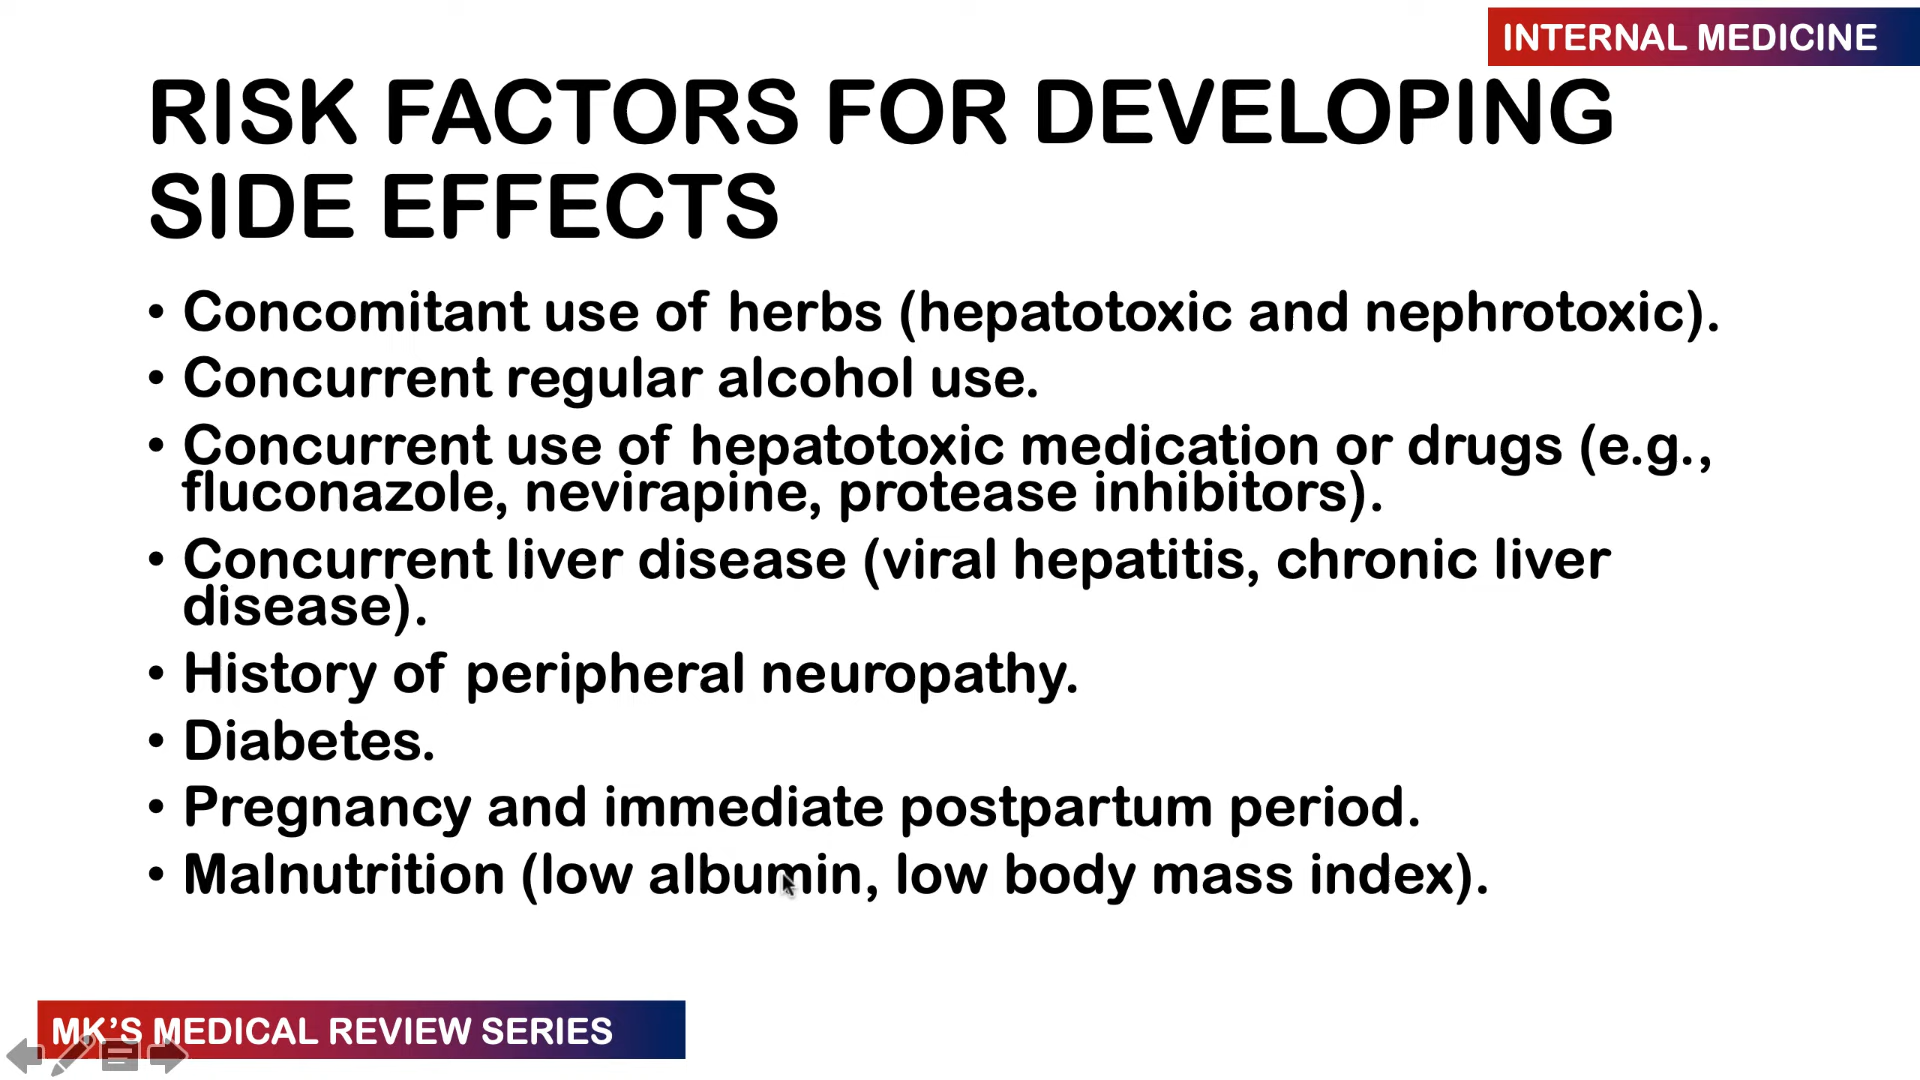 INTERNAL MEDICINE
RISK FACTORS FOR DEVELOPING
SIDE EFFECTS
• Concomitant use of herbs (hepatotoxic and nephrotoxic).
• Concurrent regular alcohol use.
• Concurrent use of hepatotoxic medication or drugs (e.g.,
fluconazole, nevirapine, protease inhibitors).
• Concurrent liver disease (viral hepatitis, chronic liver
disease).
• History of peripheral neuropathy.
• Diabetes.
• Pregnancy and immediate postpartum period.
• Malnutrition (low albumin, low body mass index).
MK'S MEDICAL REVIEW SERIES